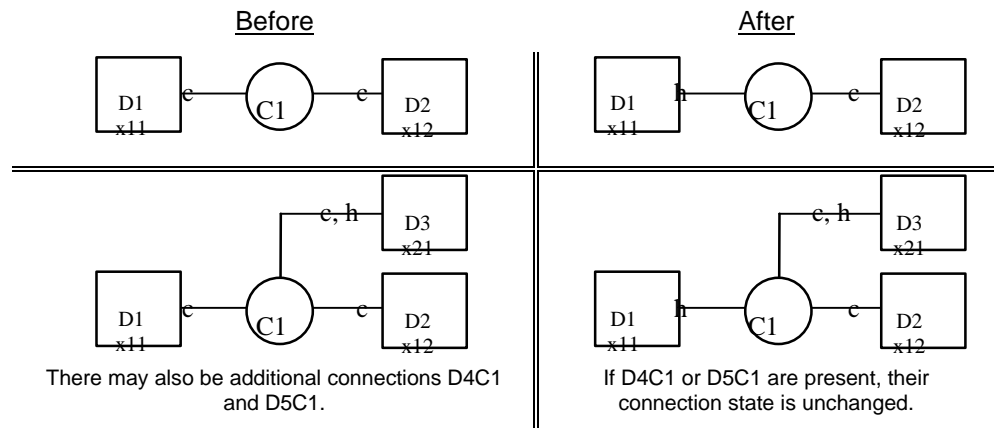 Before
After
D1
x11
c
C1
c
D2
x12
D1
x11
h
C1
c
D2
x12
c, h
D3
x21
D1
x11
c
C1
c
D2
x12
There may also be additional connections D4C1
and D5C1.
c, h
D3
x21
D1
x11
h
C1
c
D2
x12
If D4C1 or D5C1 are present, their
connection state is unchanged.